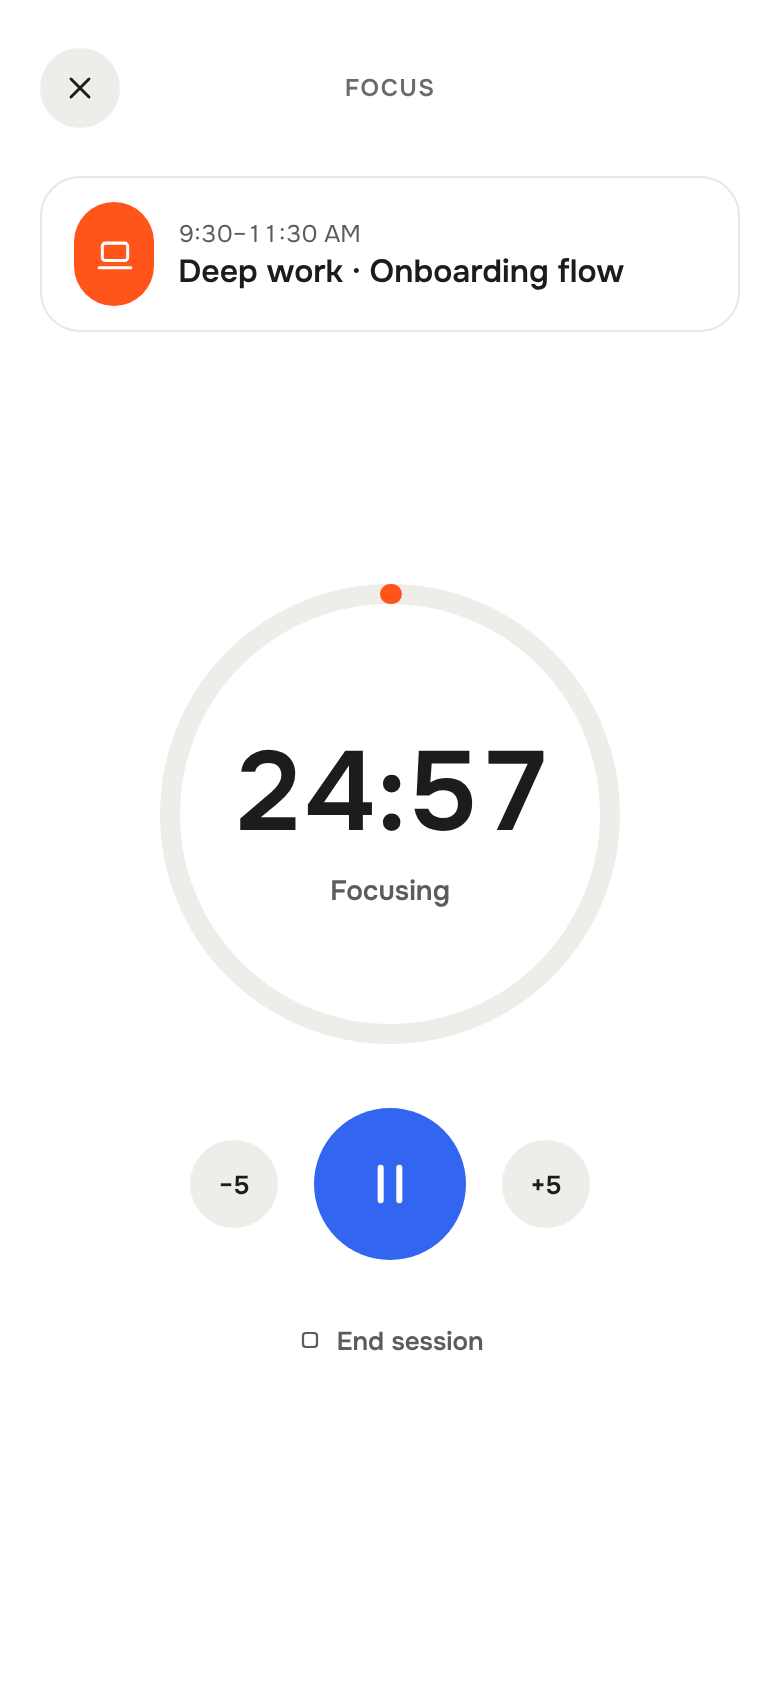 FOCUS
9:30–11:30 AM
Deep work · Onboarding flow
24:57
Focusing
−5
+5
End session